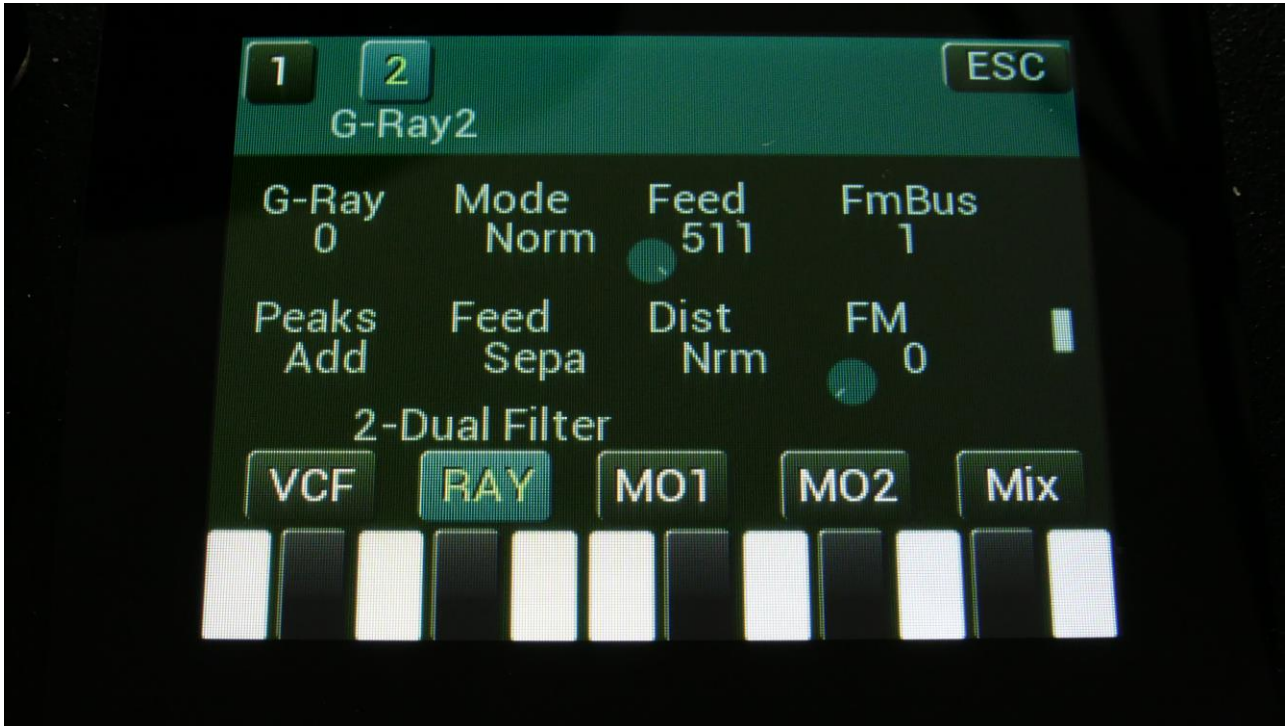 1 2 ESC
G-Ray2
G-Ray Mode Feed FmBus
0 Norm 511 1
Peaks Feed Dist FM
Add Sepa Nrm 0
2-Dual Filter
VCF RAY MO1 MO2 Mix